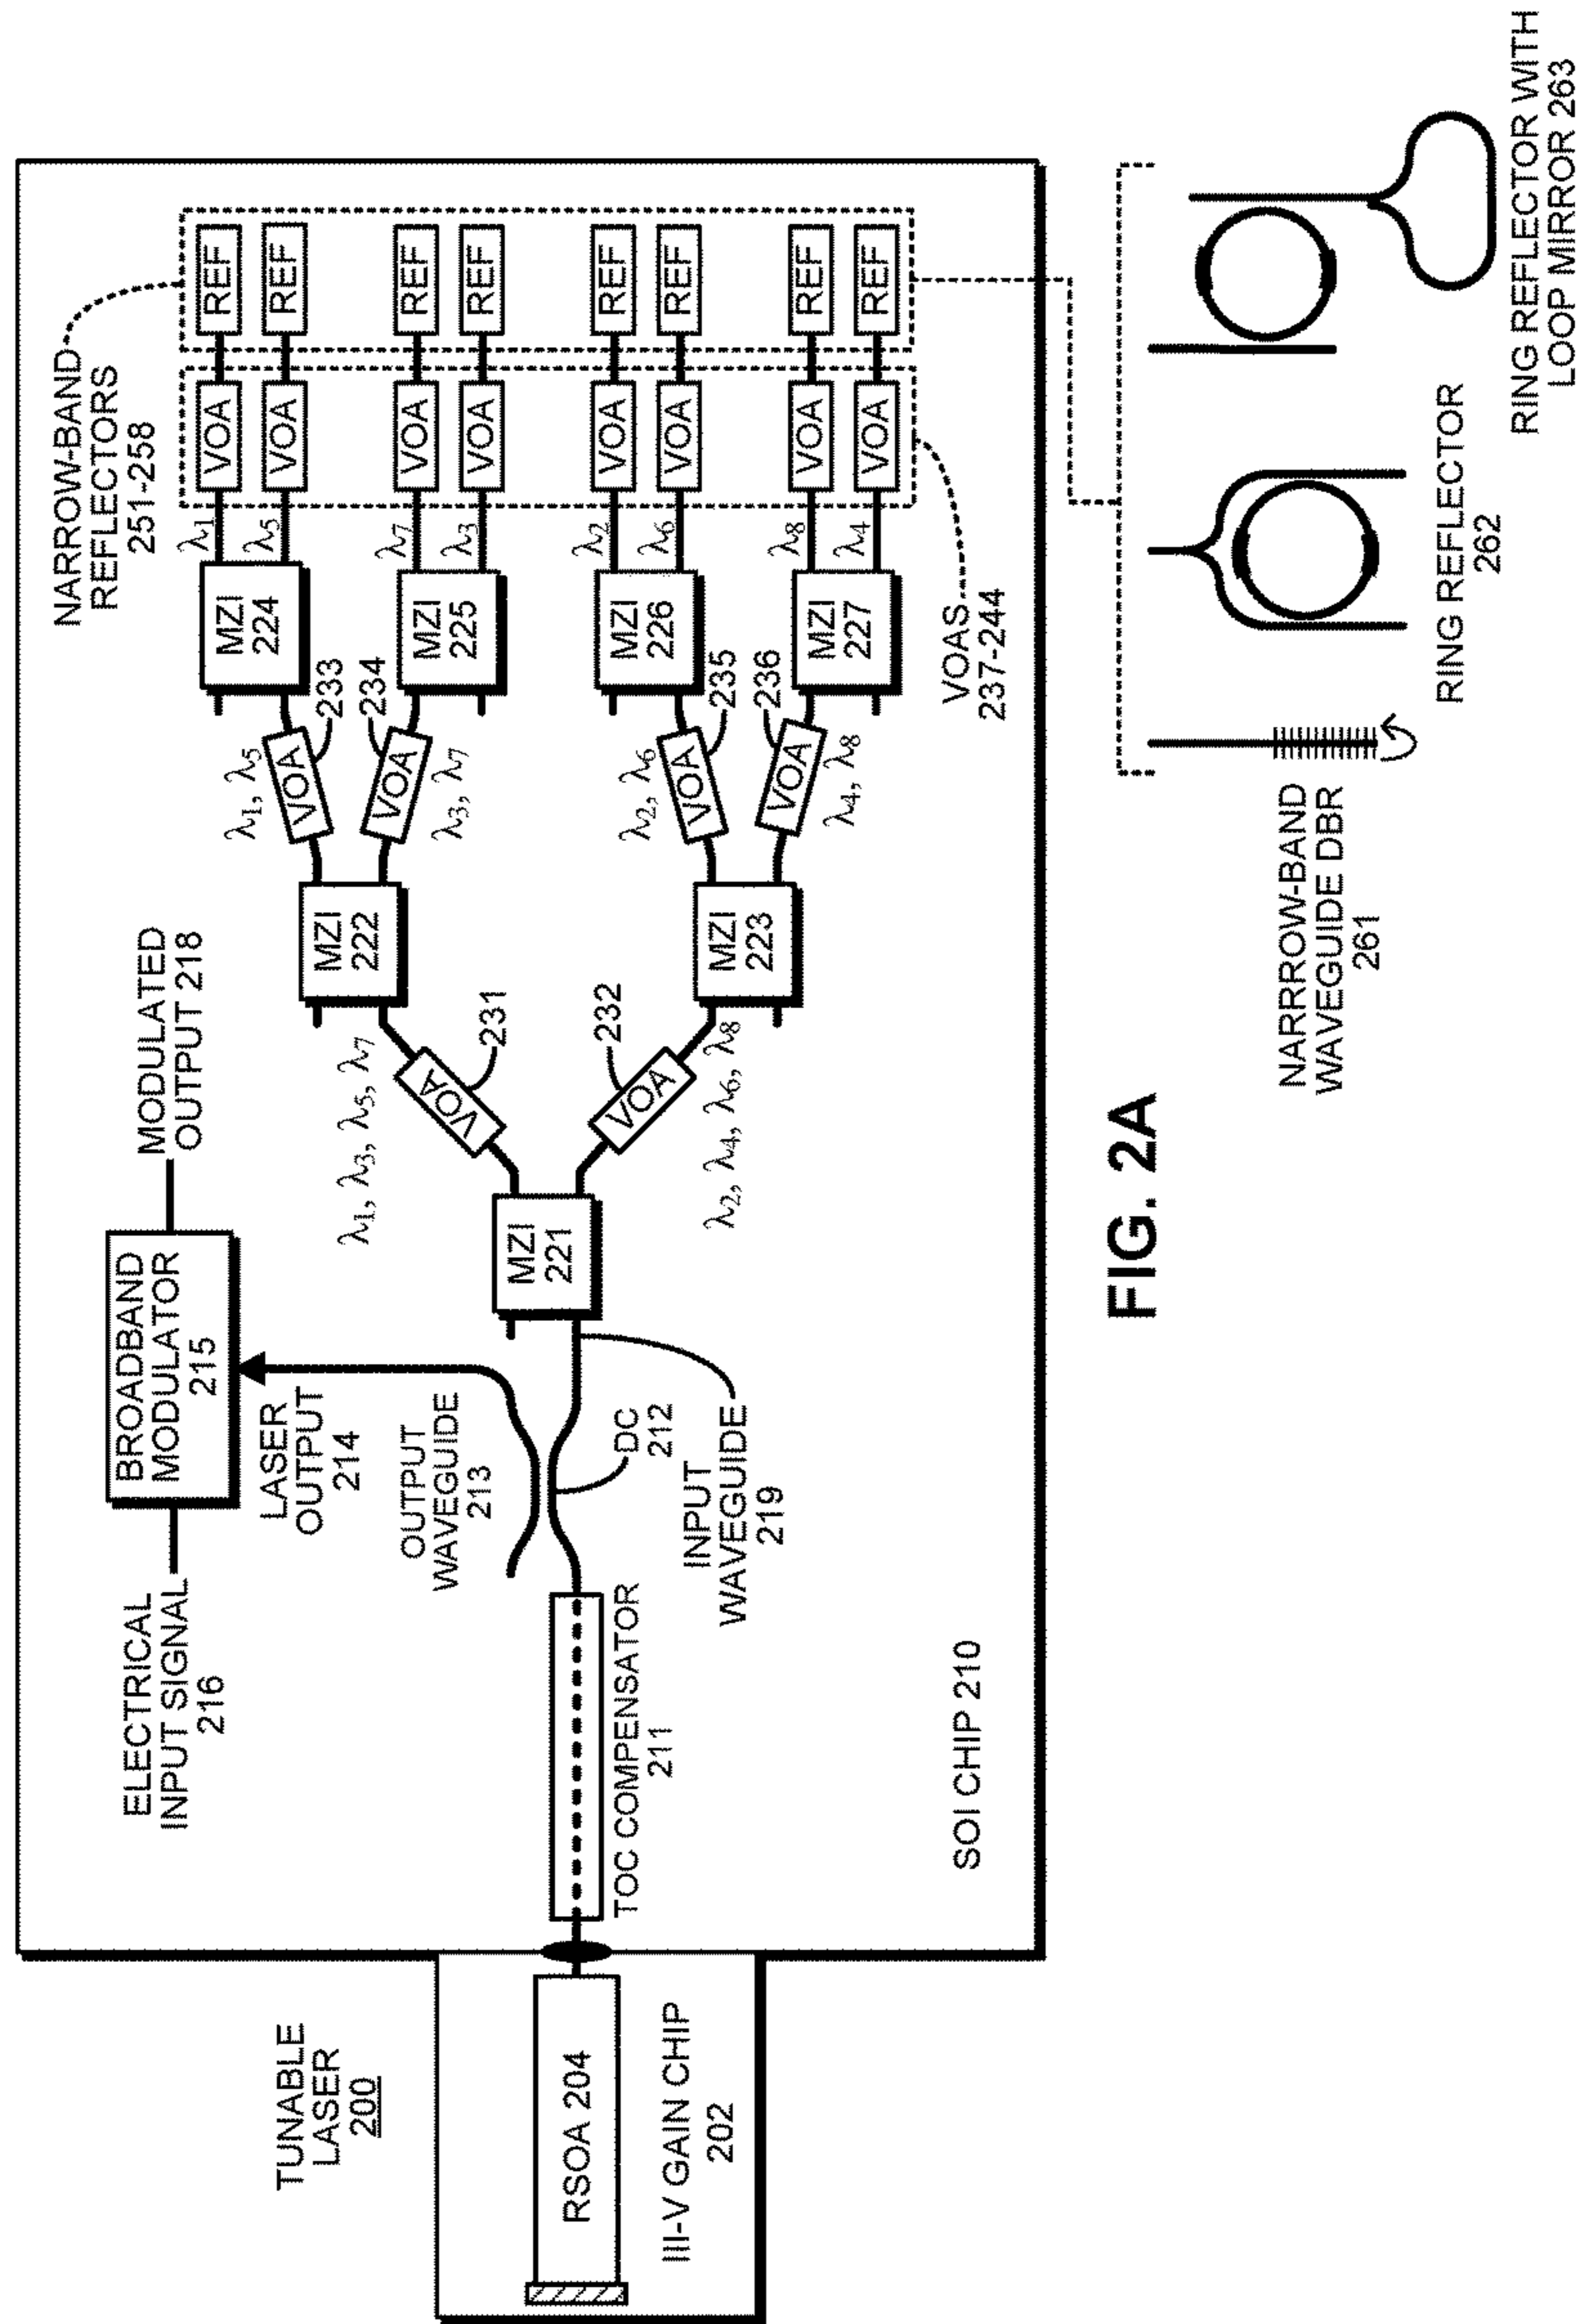 TUNABLE
LASER
200
RSOA 204
III-V GAIN CHIP
202
SOI CHIP 210
TOC COMPENSATOR
211
ELECTRICAL
INPUT SIGNAL
216
BROADBAND
MODULATOR
215
MODULATED
OUTPUT 218
LASER
OUTPUT
214
OUTPUT
WAVEGUIDE
213
DC
212
INPUT
WAVEGUIDE
219
MZI
221
λ1, λ3, λ5, λ7
VOA
231
VOA
232
λ2, λ4, λ6, λ8
MZI
222
MZI
223
λ1, λ5
VOA
233
VOA
234
λ3, λ7
λ2, λ6
VOA
235
VOA
236
λ4, λ8
MZI
224
MZI
225
MZI
226
MZI
227
NARROW-BAND
REFLECTORS
251-258
λ1 VOA REF
λ5 VOA REF
λ7 VOA REF
λ3 VOA REF
λ2 VOA REF
λ6 VOA REF
λ8 VOA REF
λ4 VOA REF
VOAS
237-244
FIG. 2A
NARRROW-BAND
WAVEGUIDE DBR
261
RING REFLECTOR
262
RING REFLECTOR WITH
LOOP MIRROR 263